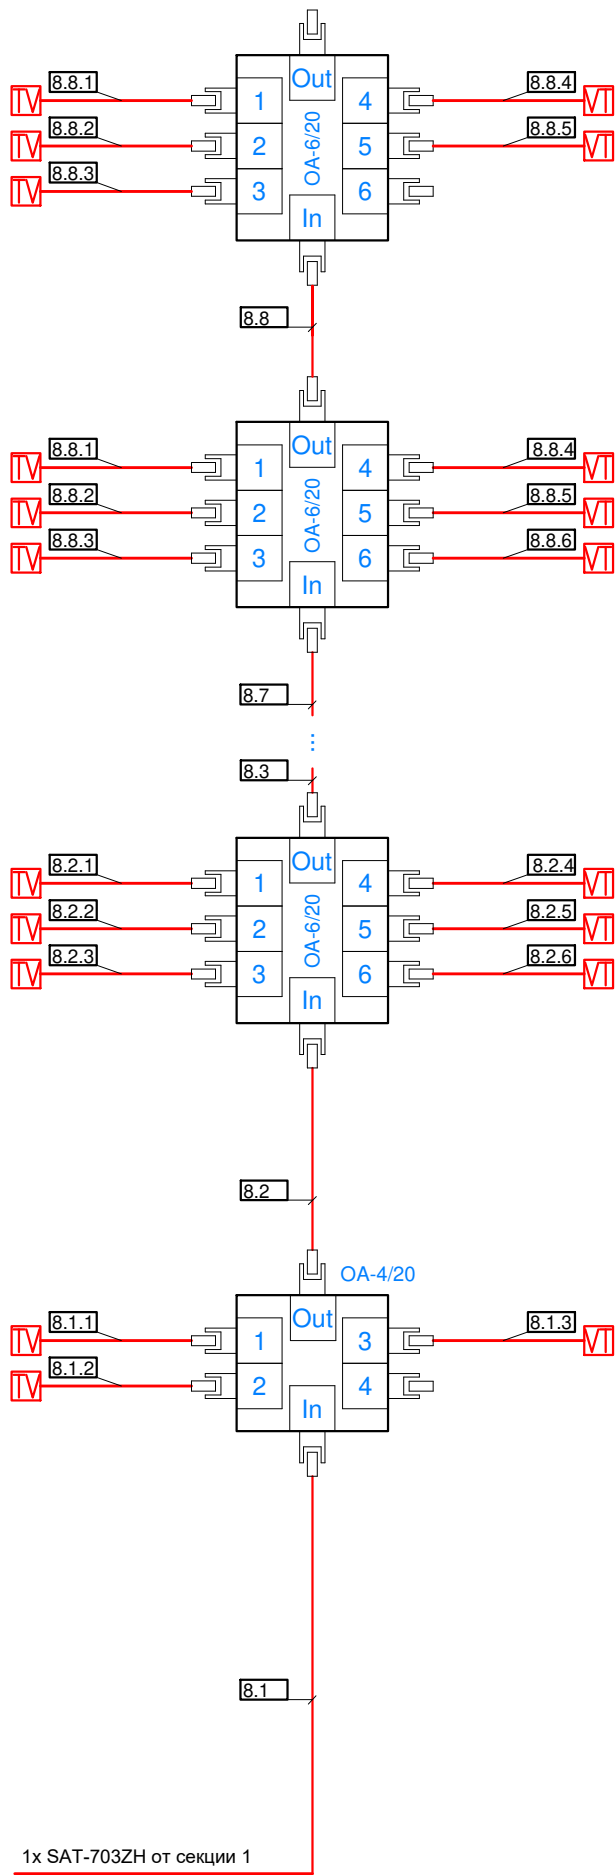 Out
8.8.1
TV
1
4
8.8.4
VT
8.8.2
TV
2
OA-6/20
5
8.8.5
VT
8.8.3
TV
3
6
In
8.8
Out
8.8.1
TV
1
4
8.8.4
VT
8.8.2
TV
2
OA-6/20
5
8.8.5
VT
8.8.3
TV
3
6
8.8.6
VT
In
8.7
...
8.3
Out
8.2.1
TV
1
4
8.2.4
VT
8.2.2
TV
2
OA-6/20
5
8.2.5
VT
8.2.3
TV
3
6
8.2.6
VT
In
8.2
OA-4/20
Out
8.1.1
TV
1
3
8.1.3
VT
8.1.2
TV
2
4
In
8.1
1x SAT-703ZH от секции 1